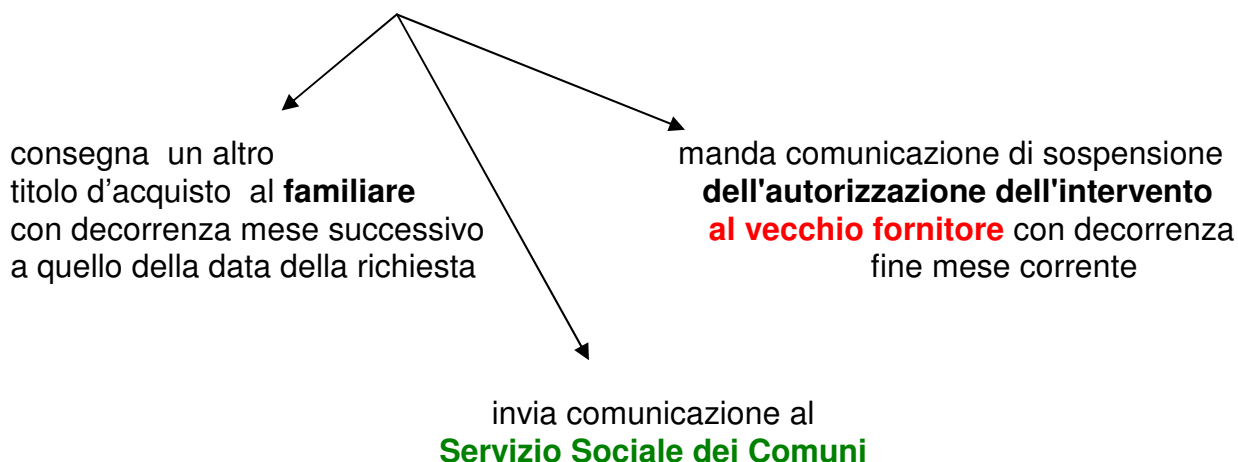 consegna un altro
titolo d'acquisto al familiare
con decorrenza mese successivo
a quello della data della richiesta
manda comunicazione di sospensione
dell'autorizzazione dell'intervento
al vecchio fornitore con decorrenza
fine mese corrente
invia comunicazione al
Servizio Sociale dei Comuni